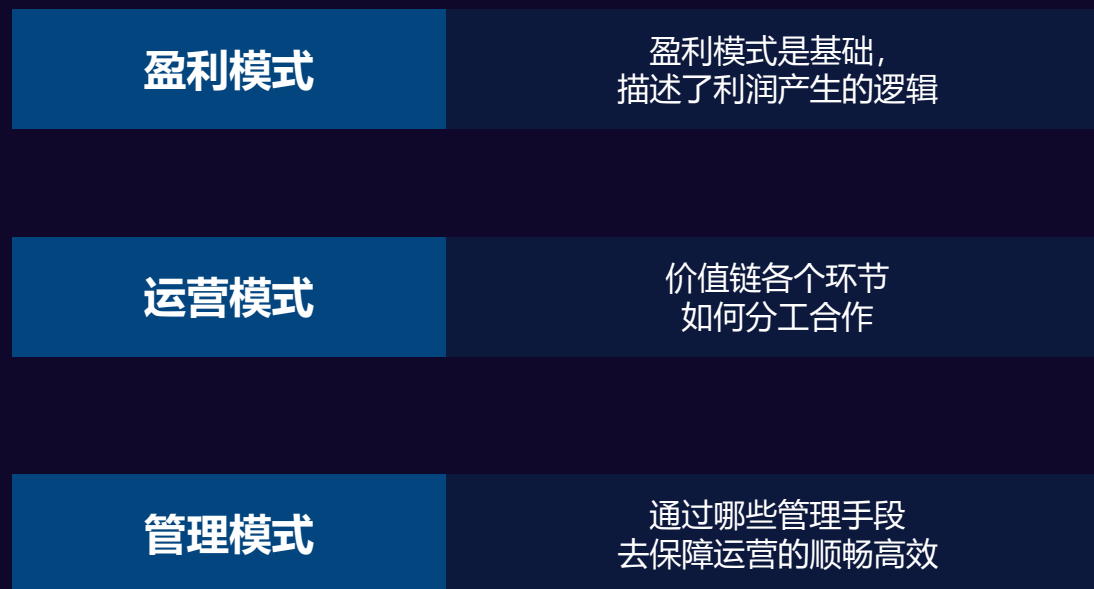 盈利模式
盈利模式是基础，
描述了利润产生的逻辑
运营模式
价值链各个环节
如何分工合作
管理模式
通过哪些管理手段
去保障运营的顺畅高效